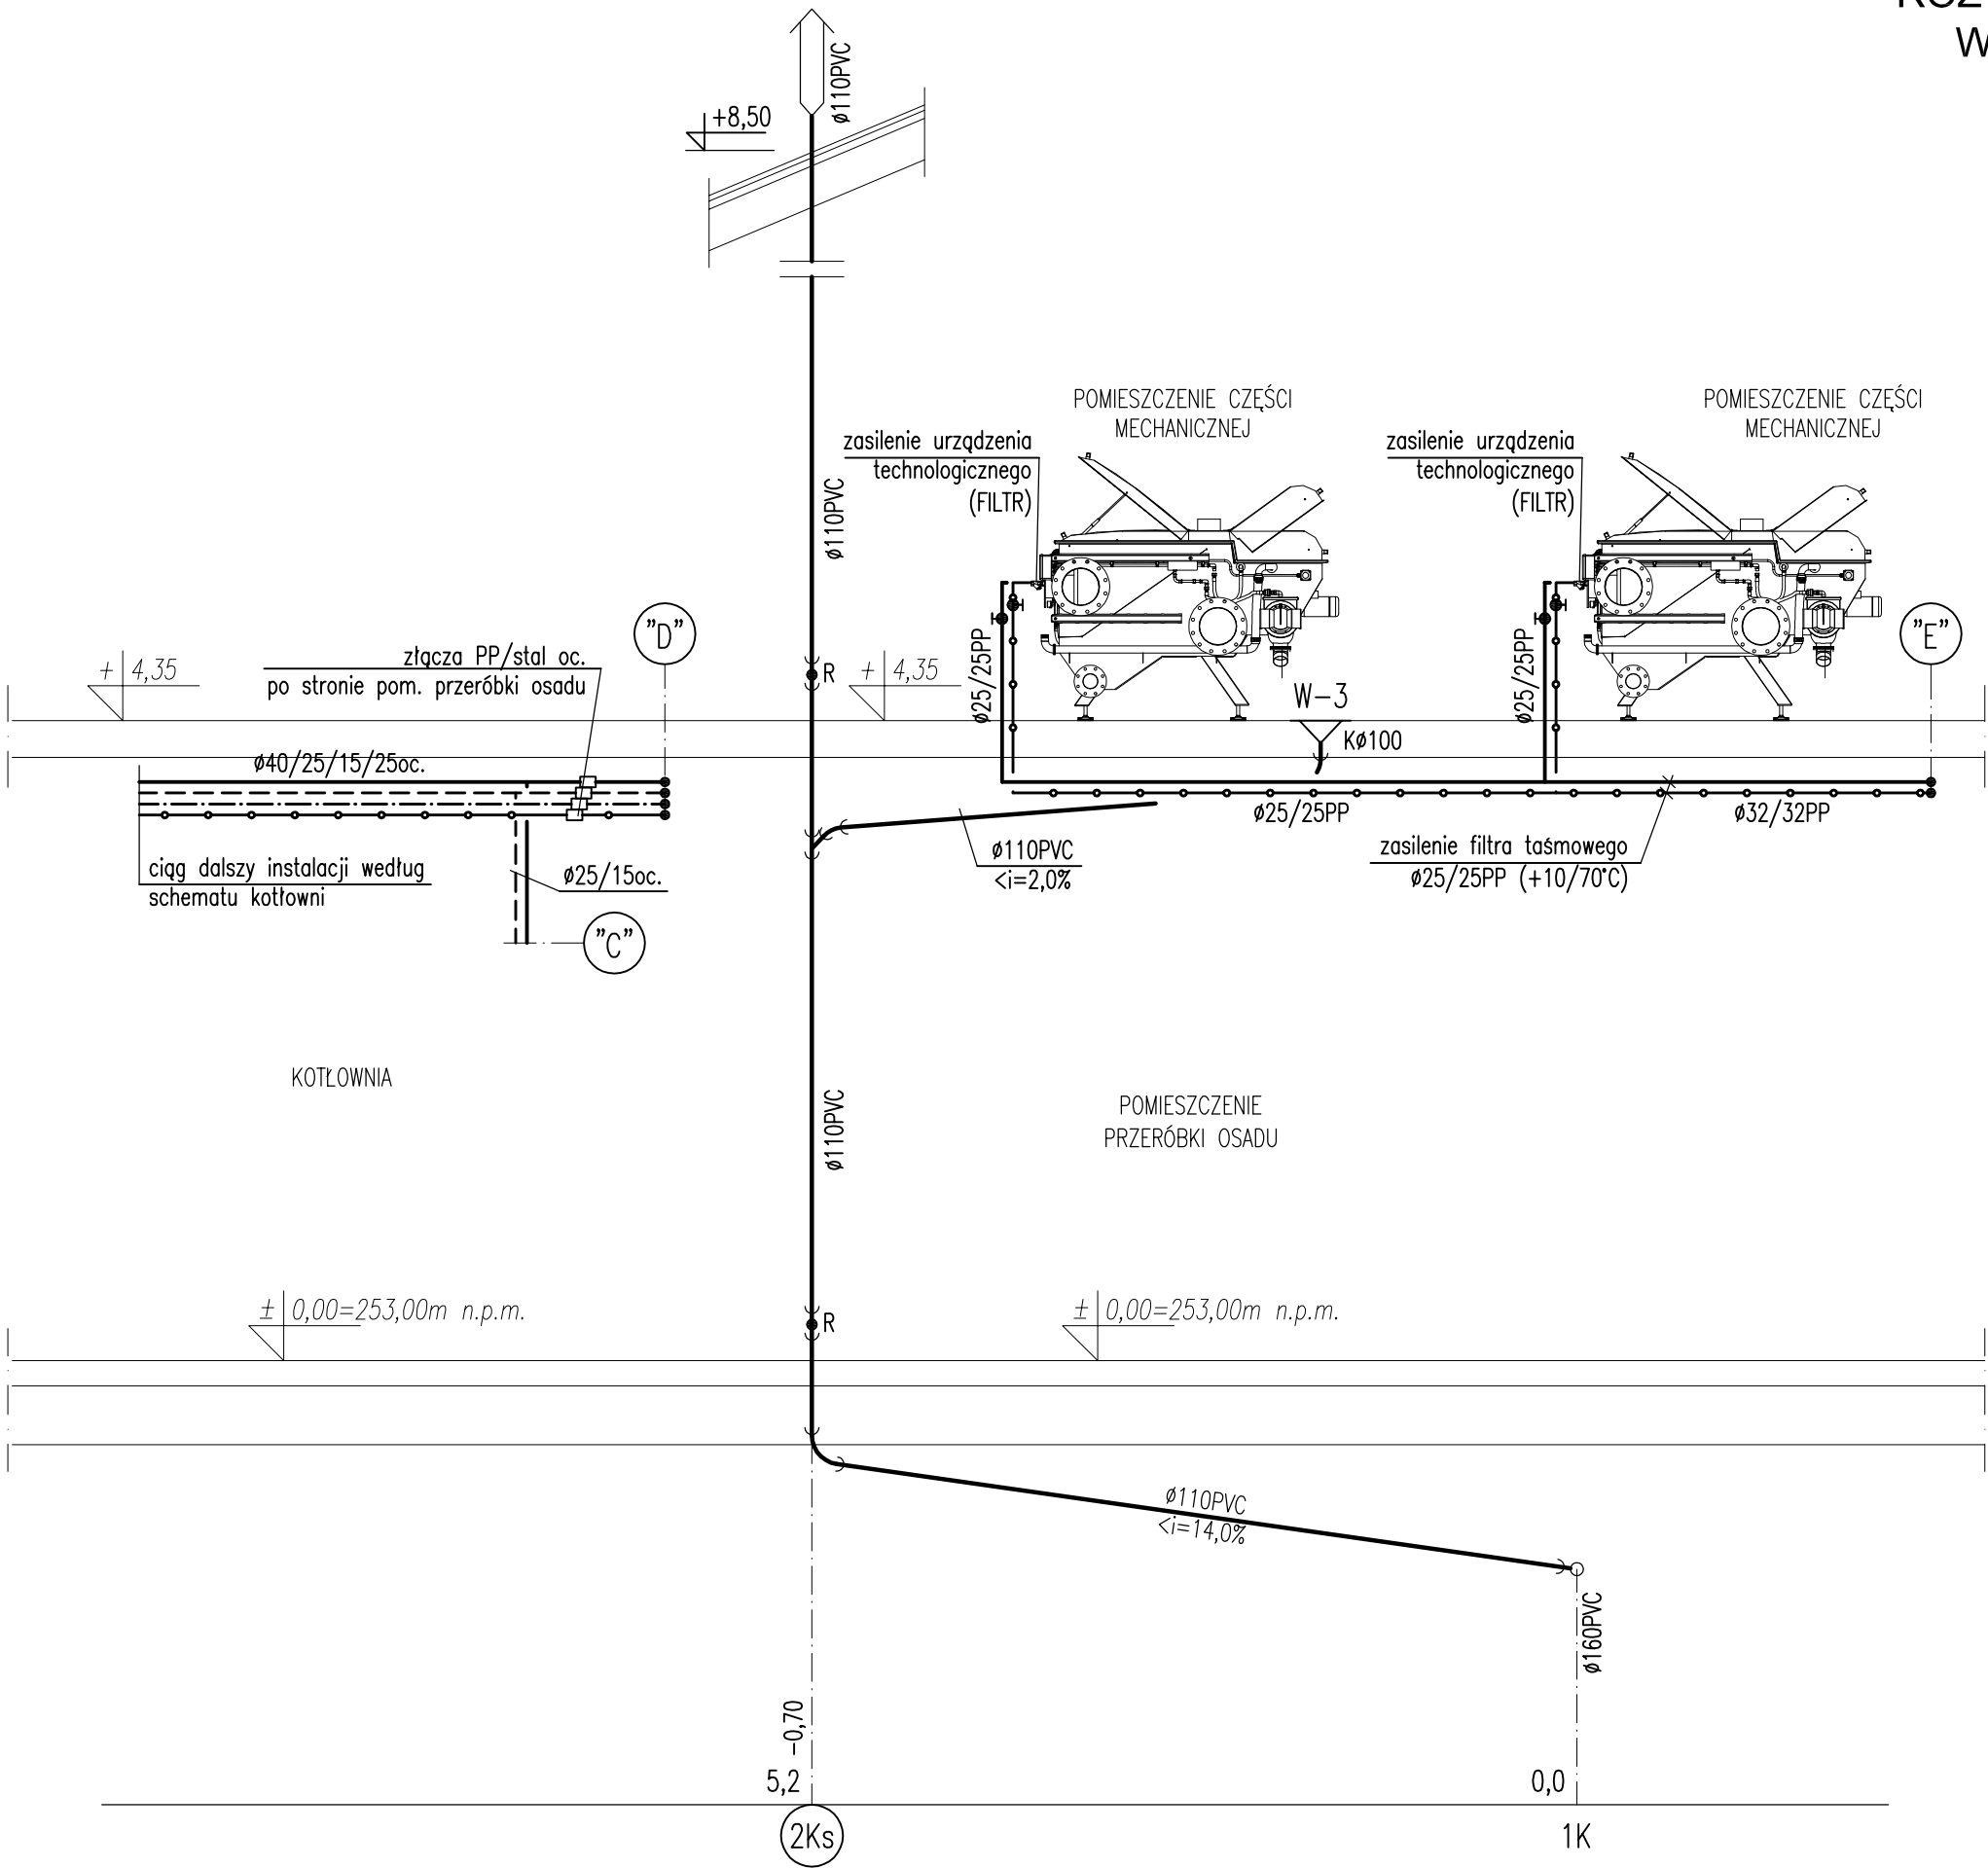 ø110PVC
+8,50
POMIESZCZENIE CZĘŚCI
MECHANICZNEJ
POMIESZCZENIE CZĘŚCI
MECHANICZNEJ
zasilenie urządzenia
technologicznego
(FILTR)
zasilenie urządzenia
technologicznego
(FILTR)
ø110PVC
"D"
"E"
złącza PP/stal oc.
po stronie pom. przeróbki osadu
+ 4,35
R
+ 4,35
ø25/25PP
W-3
Kø100
ø25/25PP
ø40/25/15/25oc.
ø25/25PP
ø32/32PP
ciąg dalszy instalacji według
schematu kotłowni
ø25/15oc.
"C"
ø110PVC
<i=2,0%
zasilenie filtra taśmowego
ø25/25PP (+10/70°C)
KOTŁOWNIA
ø110PVC
POMIESZCZENIE
PRZERÓBKI OSADU
± 0,00=253,00m n.p.m.
R
± 0,00=253,00m n.p.m.
ø110PVC
<i=14,0%
ø160PVC
-0,70
5,2
0,0
2Ks
1K